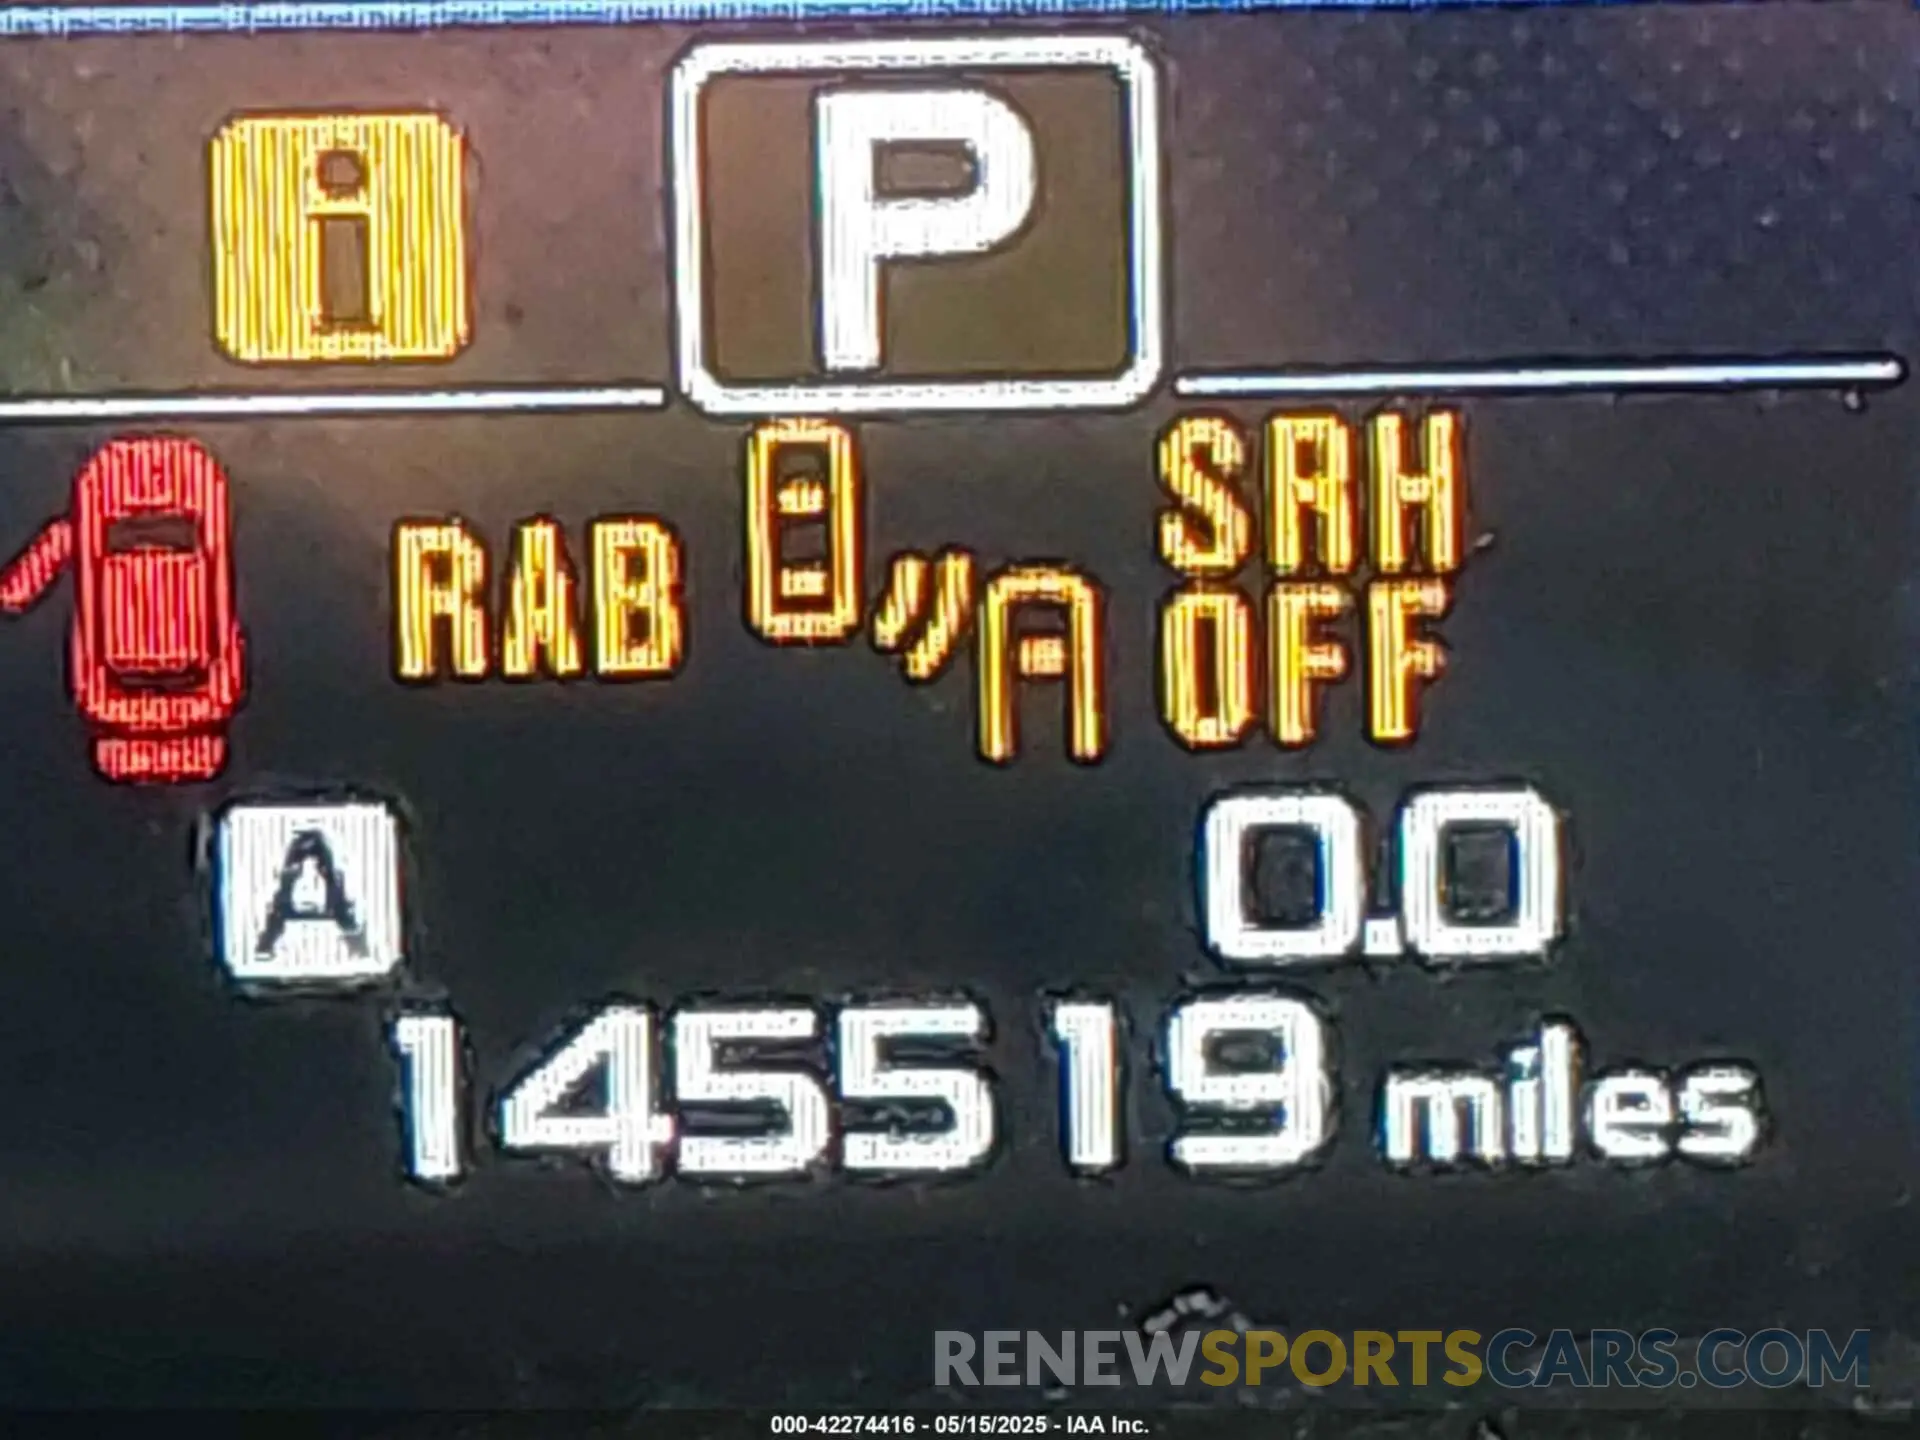 i P
RAB SRH
OFF
A 0.0
145519 miles
RENEWSPORTSCARS.COM
000-42274416 - 05/15/2025 - IAA Inc.